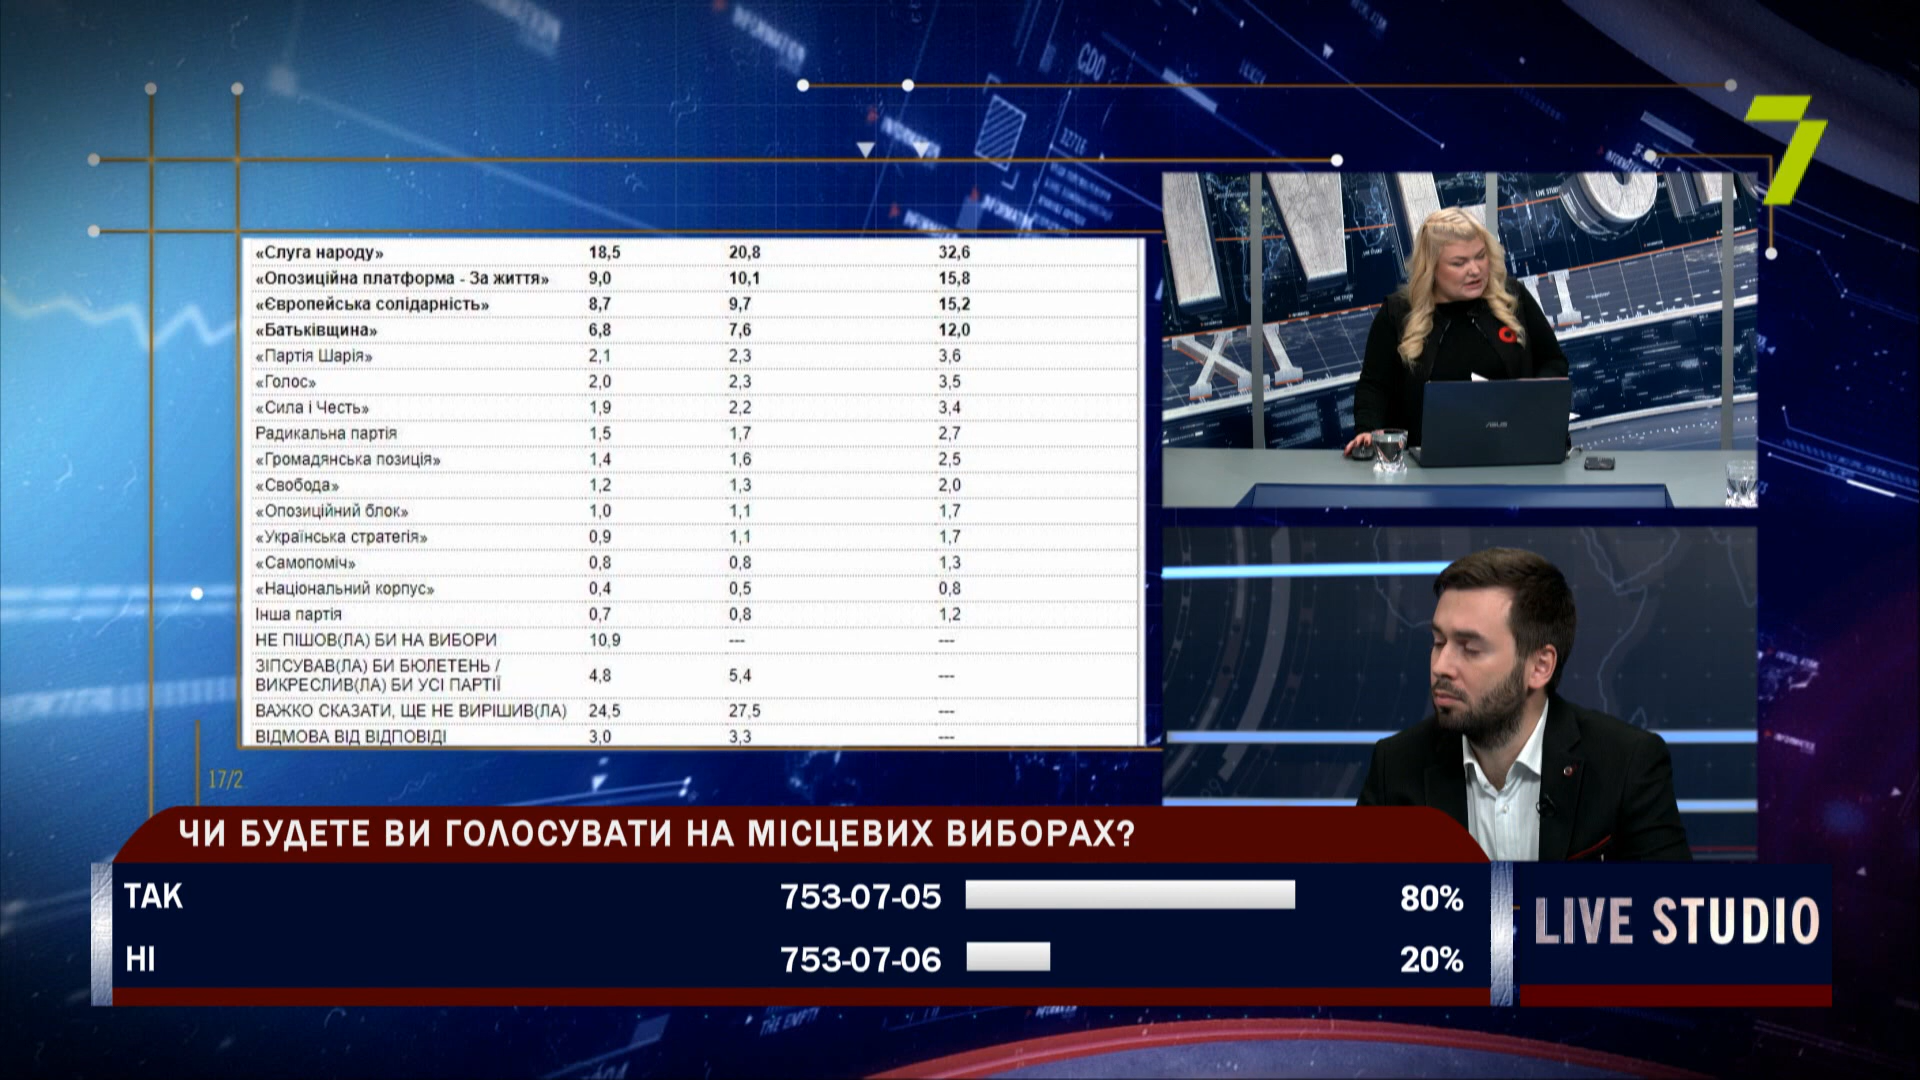 7
«Слуга народу» 18,5 20,8 32,6
«Опозиційна платформа - За життя» 9,0 10,1 15,8
«Європейська солідарність» 8,7 9,7 15,2
«Батьківщина» 6,8 7,6 12,0
«Партія Шарія» 2,1 2,3 3,6
«Голос» 2,0 2,3 3,5
«Сила і Честь» 1,9 2,2 3,4
Радикальна партія 1,5 1,7 2,7
«Громадянська позиція» 1,4 1,6 2,5
«Свобода» 1,2 1,3 2,0
«Опозиційний блок» 1,0 1,1 1,7
«Українська стратегія» 0,9 1,1 1,7
«Самопоміч» 0,8 0,8 1,3
«Національний корпус» 0,4 0,5 0,8
Інша партія 0,7 0,8 1,2
НЕ ПІШОВ(ЛА) БИ НА ВИБОРИ 10,9 --- ---
ЗІПСУВАВ(ЛА) БИ БЮЛЕТЕНЬ /
ВИКРЕСЛИВ(ЛА) БИ УСІ ПАРТІЇ 4,8 5,4 ---
ВАЖКО СКАЗАТИ, ЩЕ НЕ ВИРІШИВ(ЛА) 24,5 27,5 ---
ВІДМОВА ВІД ВІДПОВІДІ 3,0 3,3 ---
ASUS
17/2
ЧИ БУДЕТЕ ВИ ГОЛОСУВАТИ НА МІСЦЕВИХ ВИБОРАХ?
ТАК 753-07-05 80%
НІ 753-07-06 20%
LIVE STUDIO